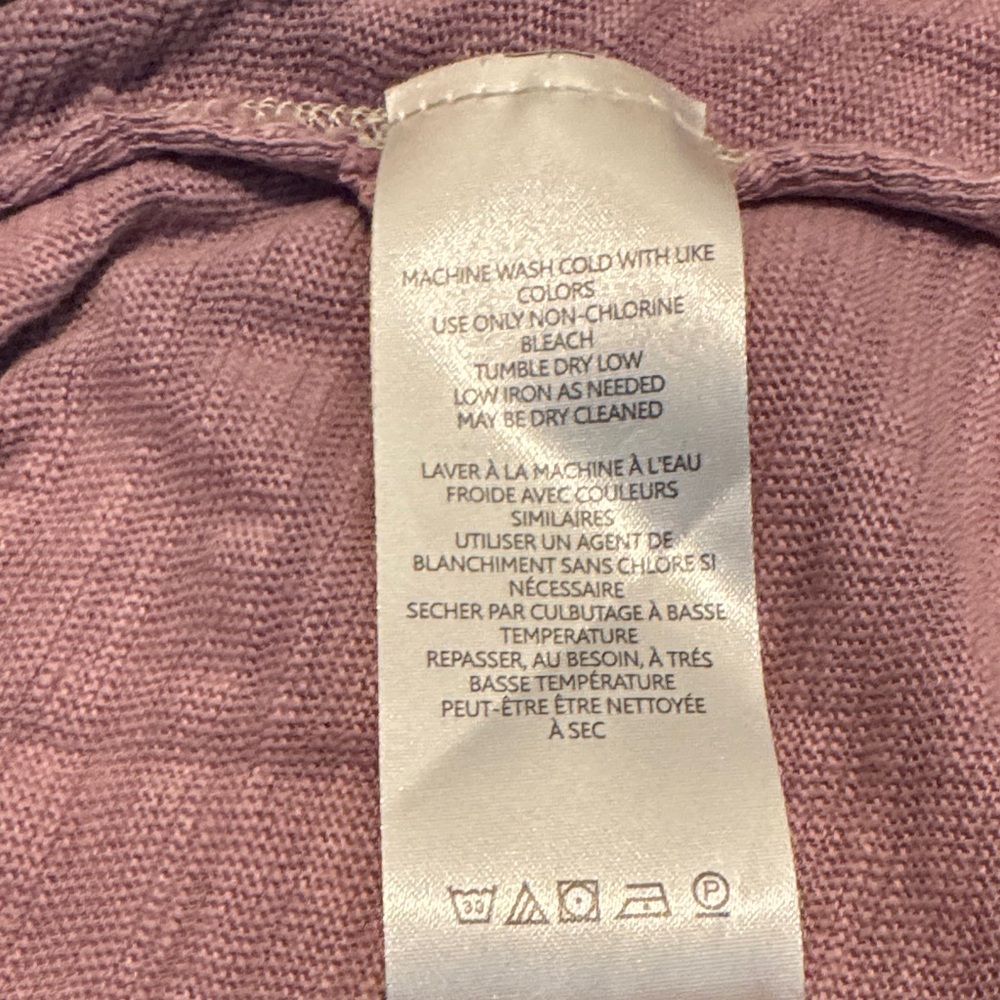 MACHINE WASH COLD WITH LIKE
COLORS
USE ONLY NON-CHLORINE
BLEACH
TUMBLE DRY LOW
LOW IRON AS NEEDED
MAY BE DRY CLEANED
LAVER À LA MACHINE À L'EAU
FROIDE AVEC COULEURS
SIMILAIRES
UTILISER UN AGENT DE
BLANCHIMENT SANS CHLORE SI
NÉCESSAIRE
SECHER PAR CULBUTAGE À BASSE
TEMPERATURE
REPASSER, AU BESOIN, À TRÉS
BASSE TEMPÉRATURE
PEUT-ÊTRE ÊTRE NETTOYÉE
À SEC
30 P